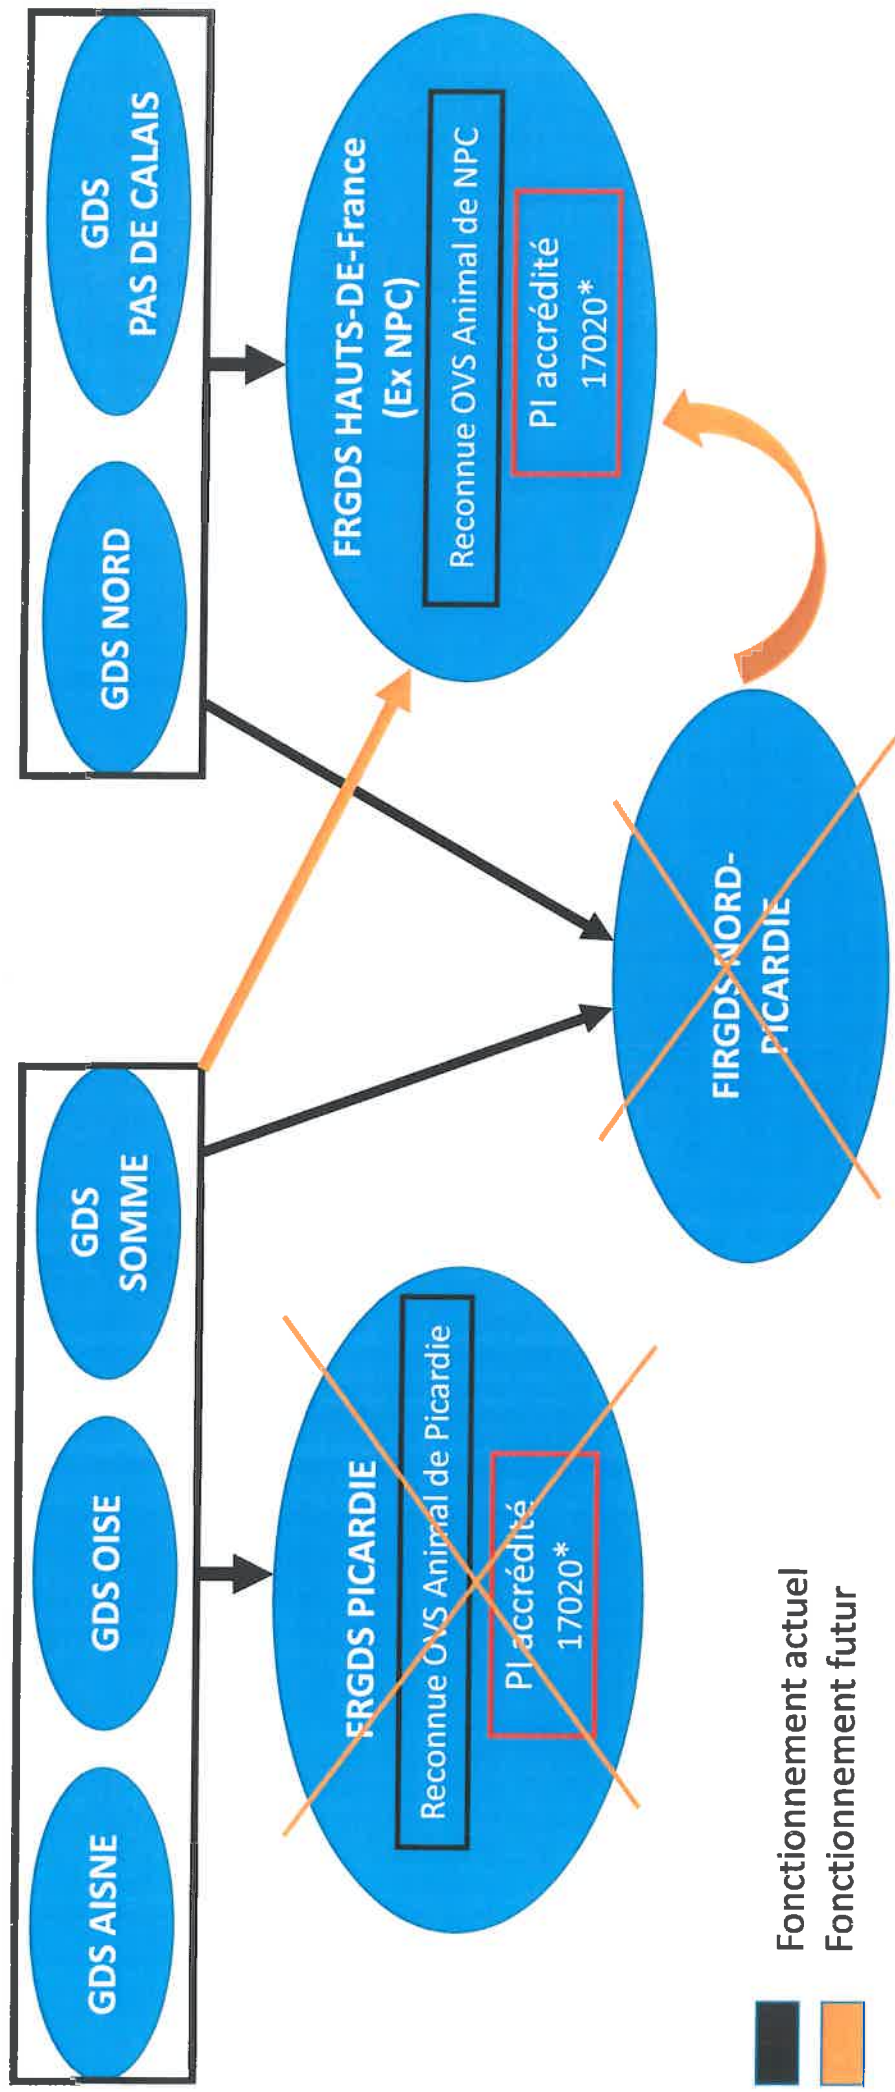 GDS AISNE
GDS OISE
GDS
SOMME
GDS NORD
GDS
PAS DE CALAIS
FRGDS PICARDIE
Reconnue OVS Animal de Picardie
PI accrédité
17020*
FRGDS HAUTS-DE-France
(Ex NPC)
Reconnue OVS Animal de NPC
PI accrédité
17020*
FIRGDS NORD-
PICARDIE
Fonctionnement actuel
Fonctionnement futur